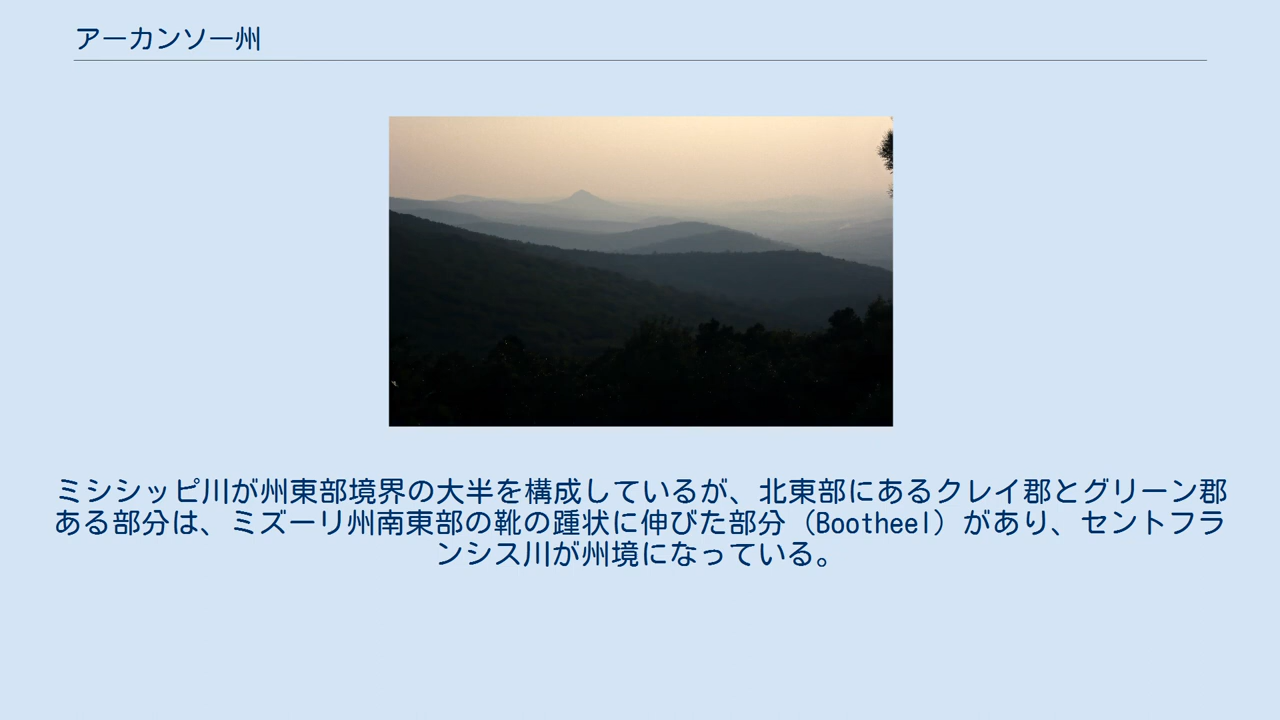 アーカンソー州
ミシシッピ川が州東部境界の大半を構成しているが、北東部にあるクレイ郡とグリーン郡
ある部分は、ミズーリ州南東部の靴の踵状に伸びた部分（Bootheel）があり、セントフラ
ンシス川が州境になっている。